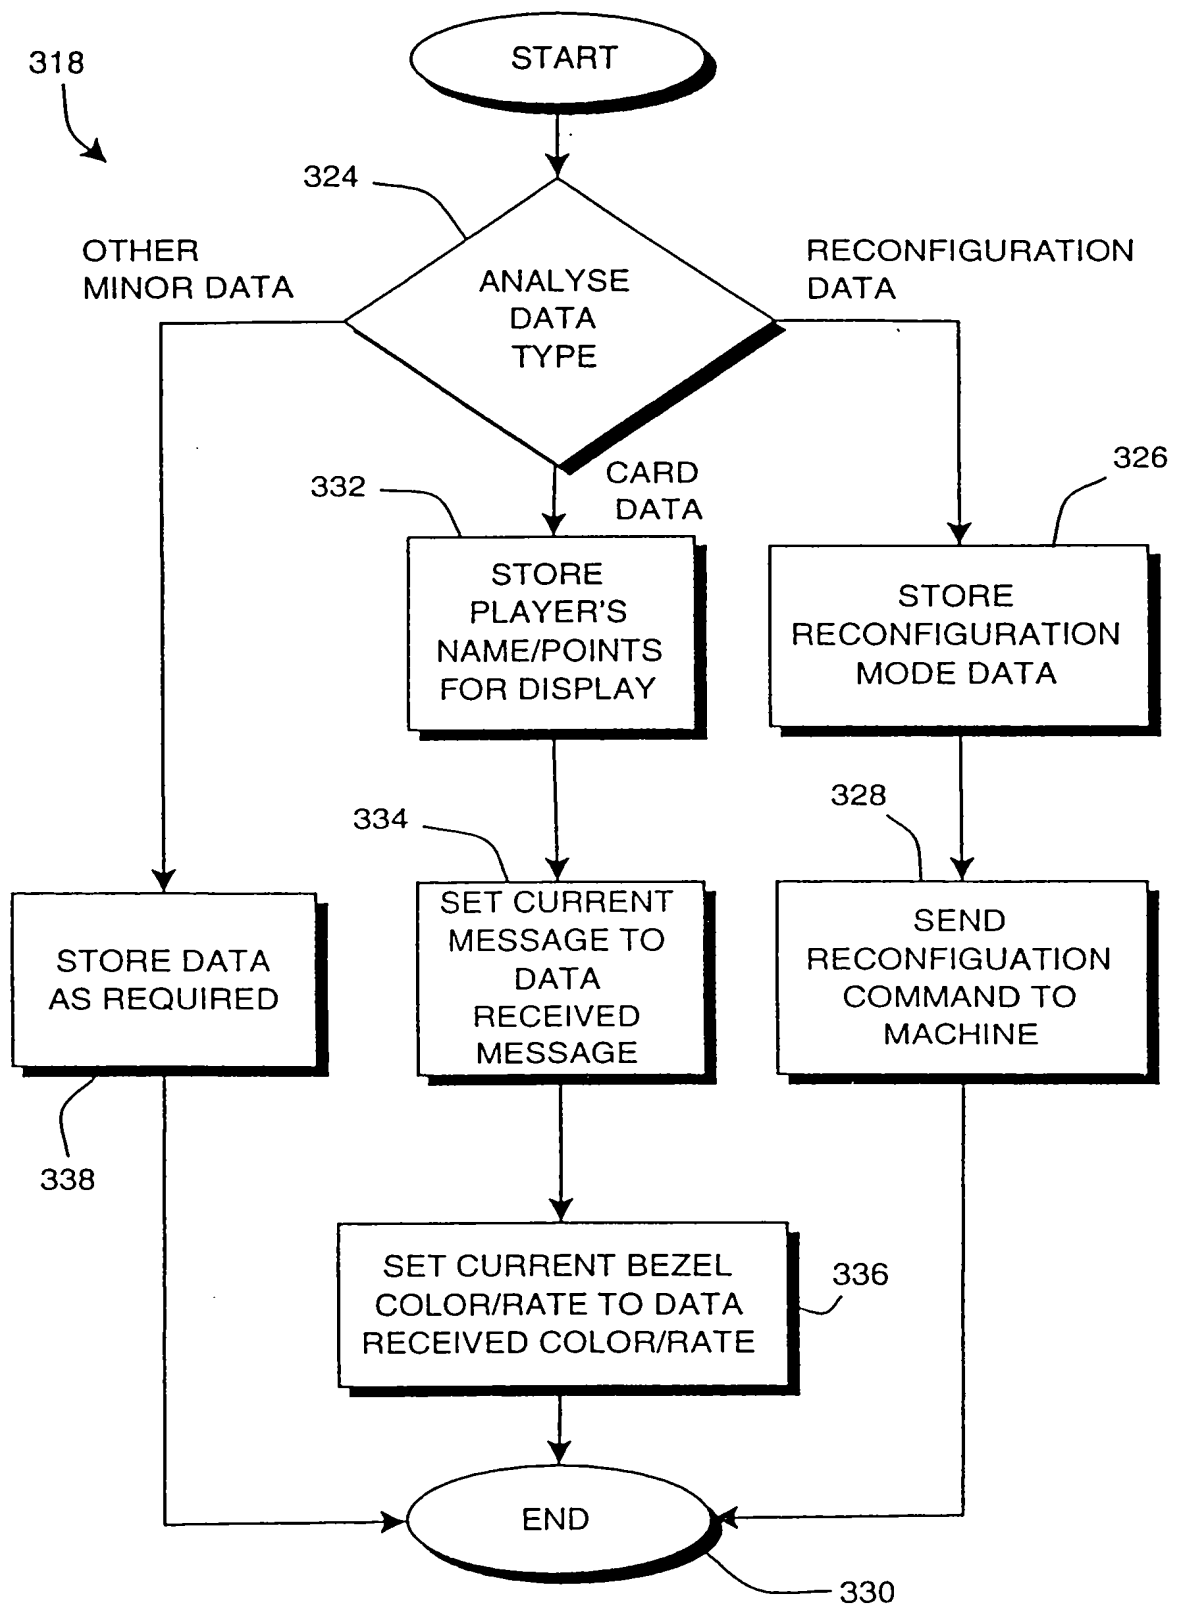 START
318
324
OTHER
MINOR DATA
RECONFIGURATION
DATA
ANALYSE
DATA
TYPE
CARD
DATA
332
326
STORE
PLAYER'S
NAME/POINTS
FOR DISPLAY
STORE
RECONFIGURATION
MODE DATA
334
328
STORE DATA
AS REQUIRED
SET CURRENT
MESSAGE TO
DATA
RECEIVED
MESSAGE
SEND
RECONFIGUATION
COMMAND TO
MACHINE
338
SET CURRENT BEZEL
COLOR/RATE TO DATA
RECEIVED COLOR/RATE
336
END
330